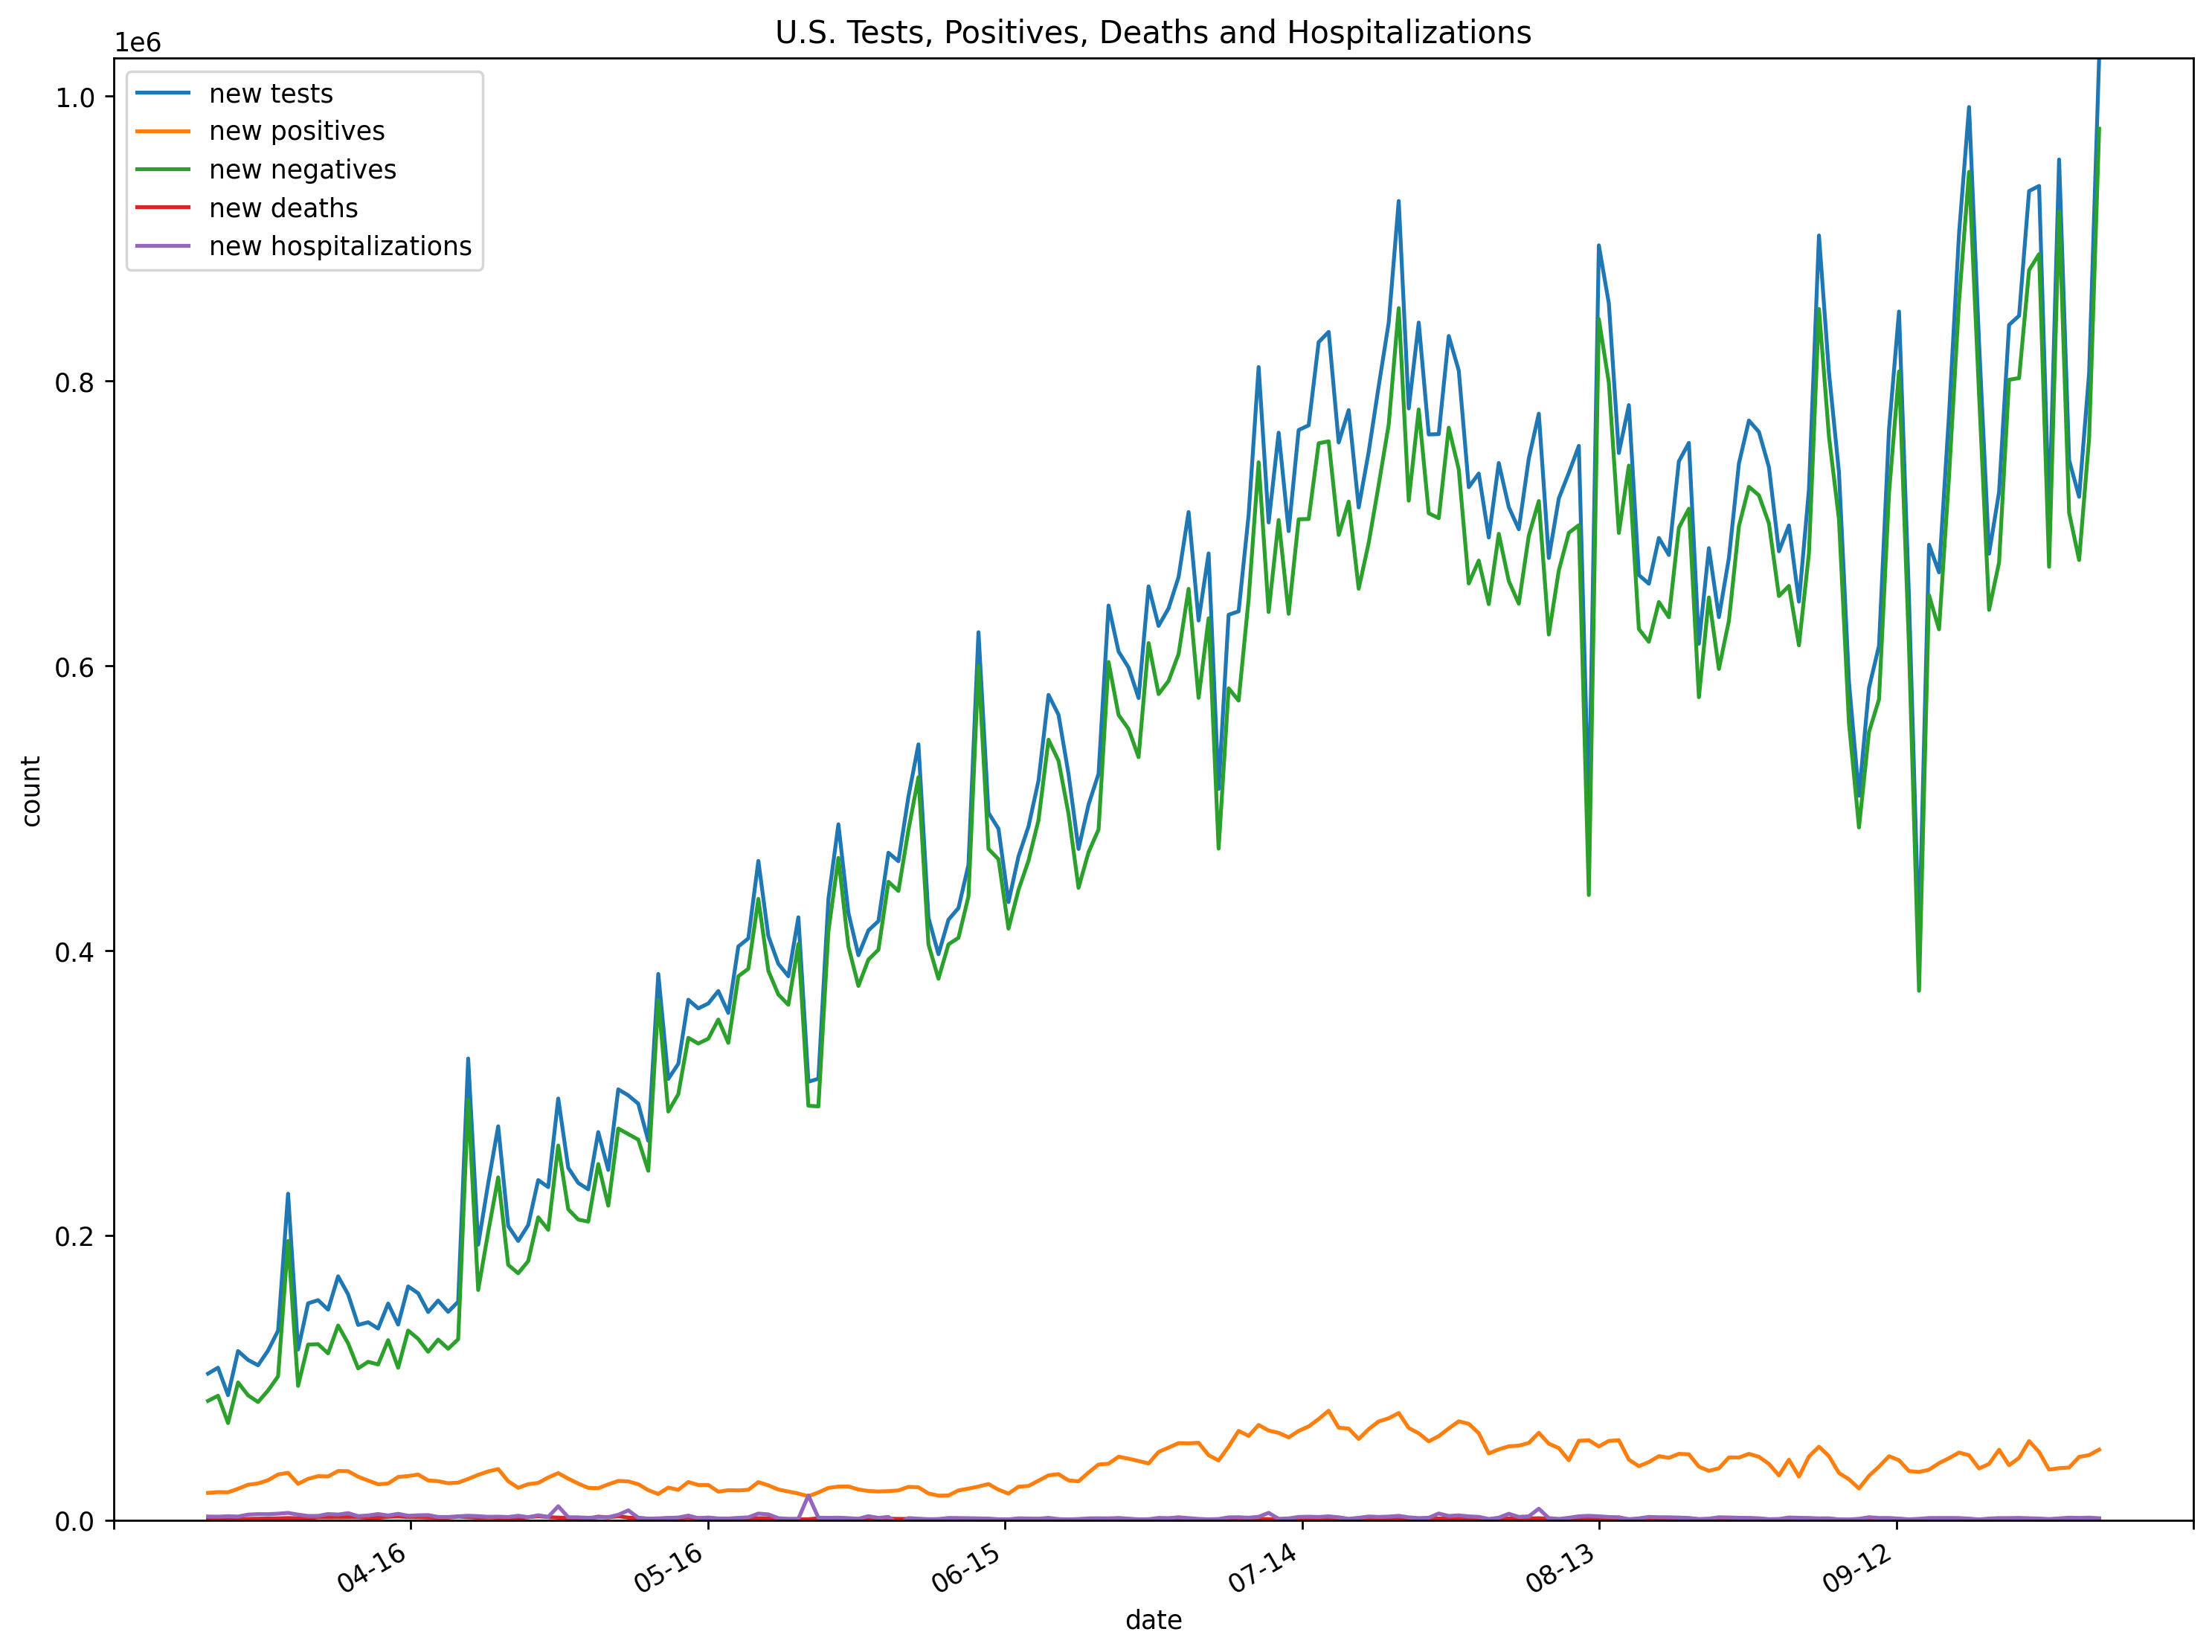 U.S. Tests, Positives, Deaths and Hospitalizations
1e6
new tests
new positives
new negatives
new deaths
new hospitalizations
1.0
0.8
0.6
0.4
0.2
0.0
count
04-16
05-16
06-15
07-14
08-13
09-12
date